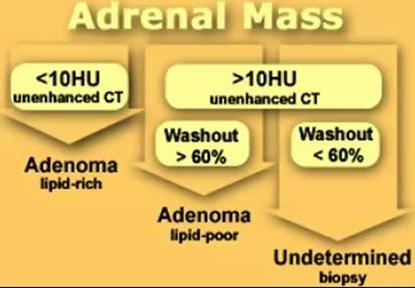 Adrenal Mass
<10HU
unenhanced CT
>10HU
unenhanced CT
Washout
> 60%
Washout
< 60%
Adenoma
lipid-rich
Adenoma
lipid-poor
Undetermined
biopsy